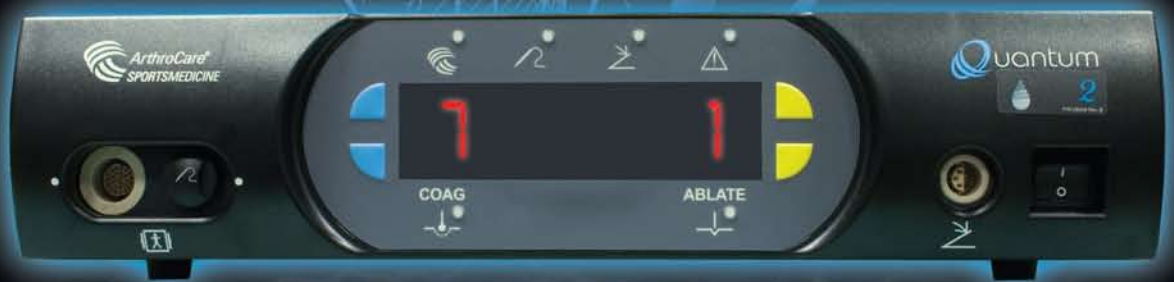 ArthroCare®
SPORTSMEDICINE
Quantum
2
7
1
COAG
ABLATE
I
O